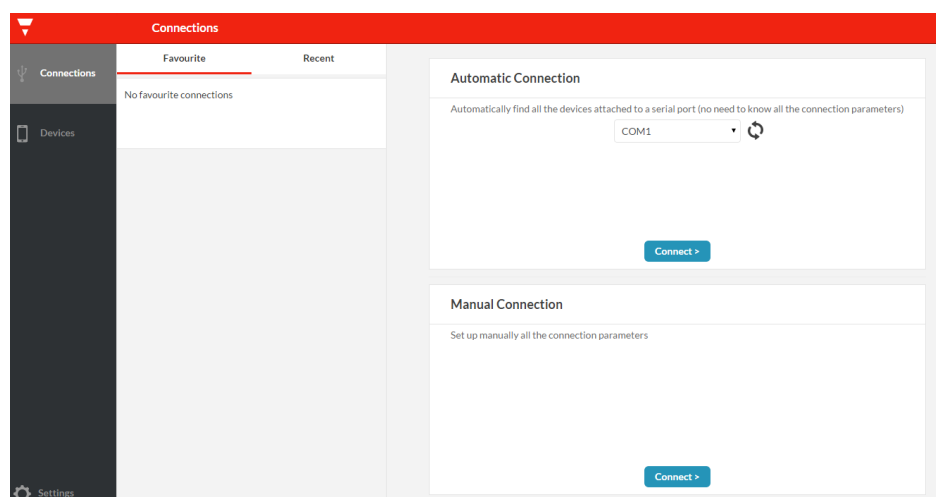 Connections
Connections
Devices
Settings
Favourite
Recent
No favourite connections
Automatic Connection
Automatically find all the devices attached to a serial port (no need to know all the connection parameters)
COM1
Connect >
Manual Connection
Set up manually all the connection parameters
Connect >